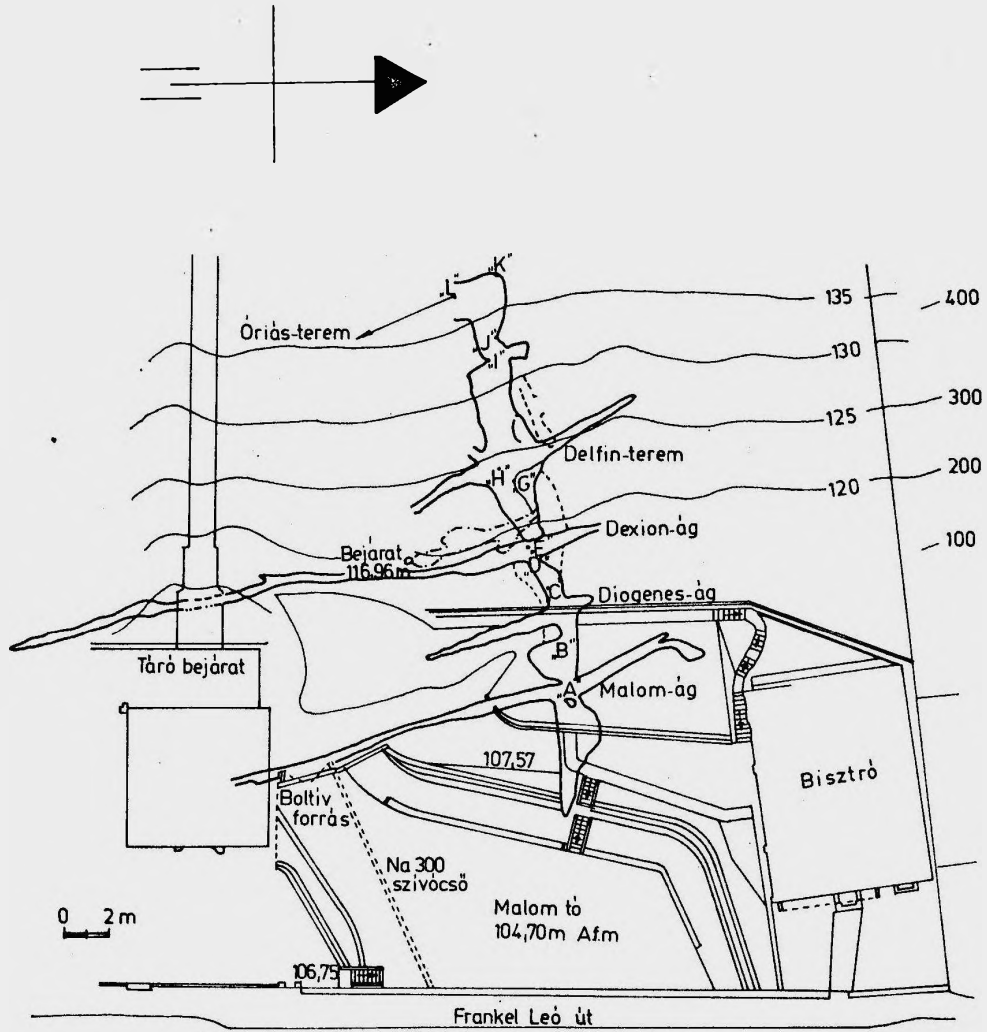 „K"
„L"
135
400
Óriás-terem
„J"
„I"
130
125
300
Delfin-terem
„H"
„G"
200
120
Dexion-ág
Bejárat
116,96m
100
„C"
Diogenes-ág
„B"
Táró bejárat
„A"
Malom-ág
107,57
Bisztró
Boltív
forrás
Na 300
szívócső
0 2 m
Malom tó
104,70m A.f.m
106,75
Frankel Leó út